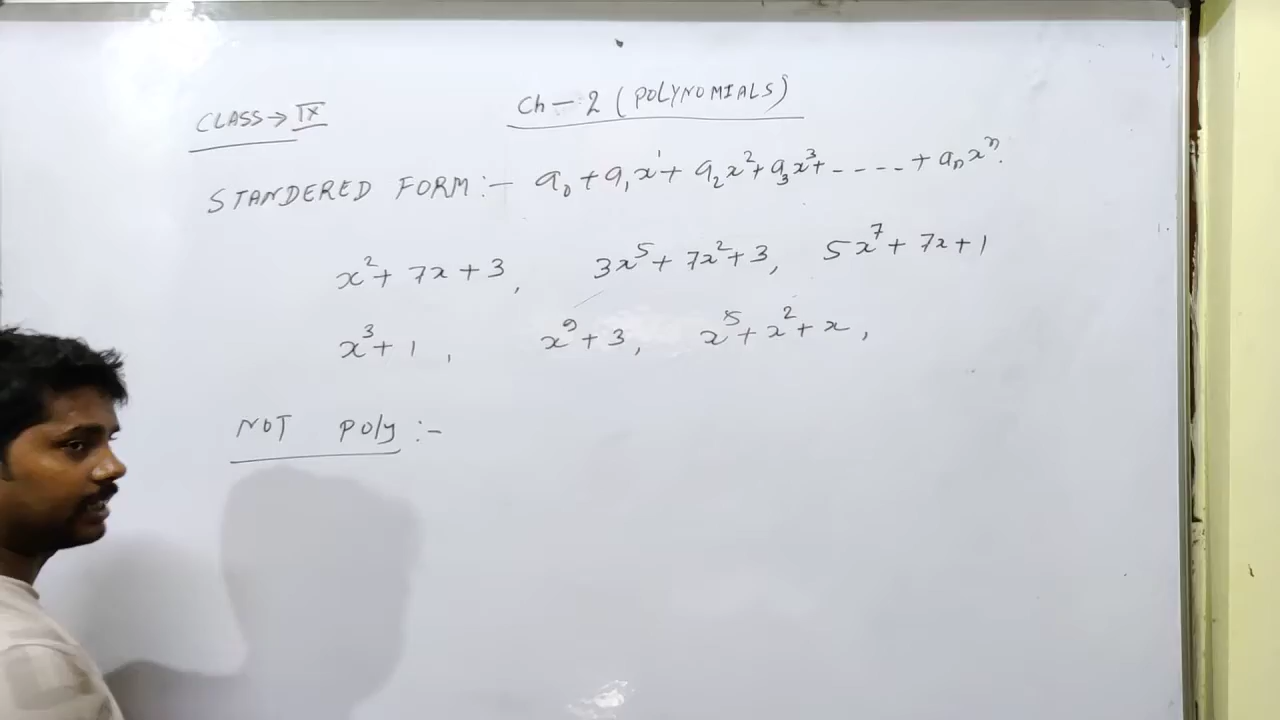 CLASS → IX
Ch – 2 (POLYNOMIALS)
STANDERED FORM :– a₀ + a₁x¹ + a₂x² + a₃x³ + - - - - - + aₙxⁿ.
x² + 7x + 3, 3x⁵ + 7x² + 3, 5x⁷ + 7x + 1
x³ + 1, x⁹ + 3, x⁵ + x² + x,
NOT Poly :-